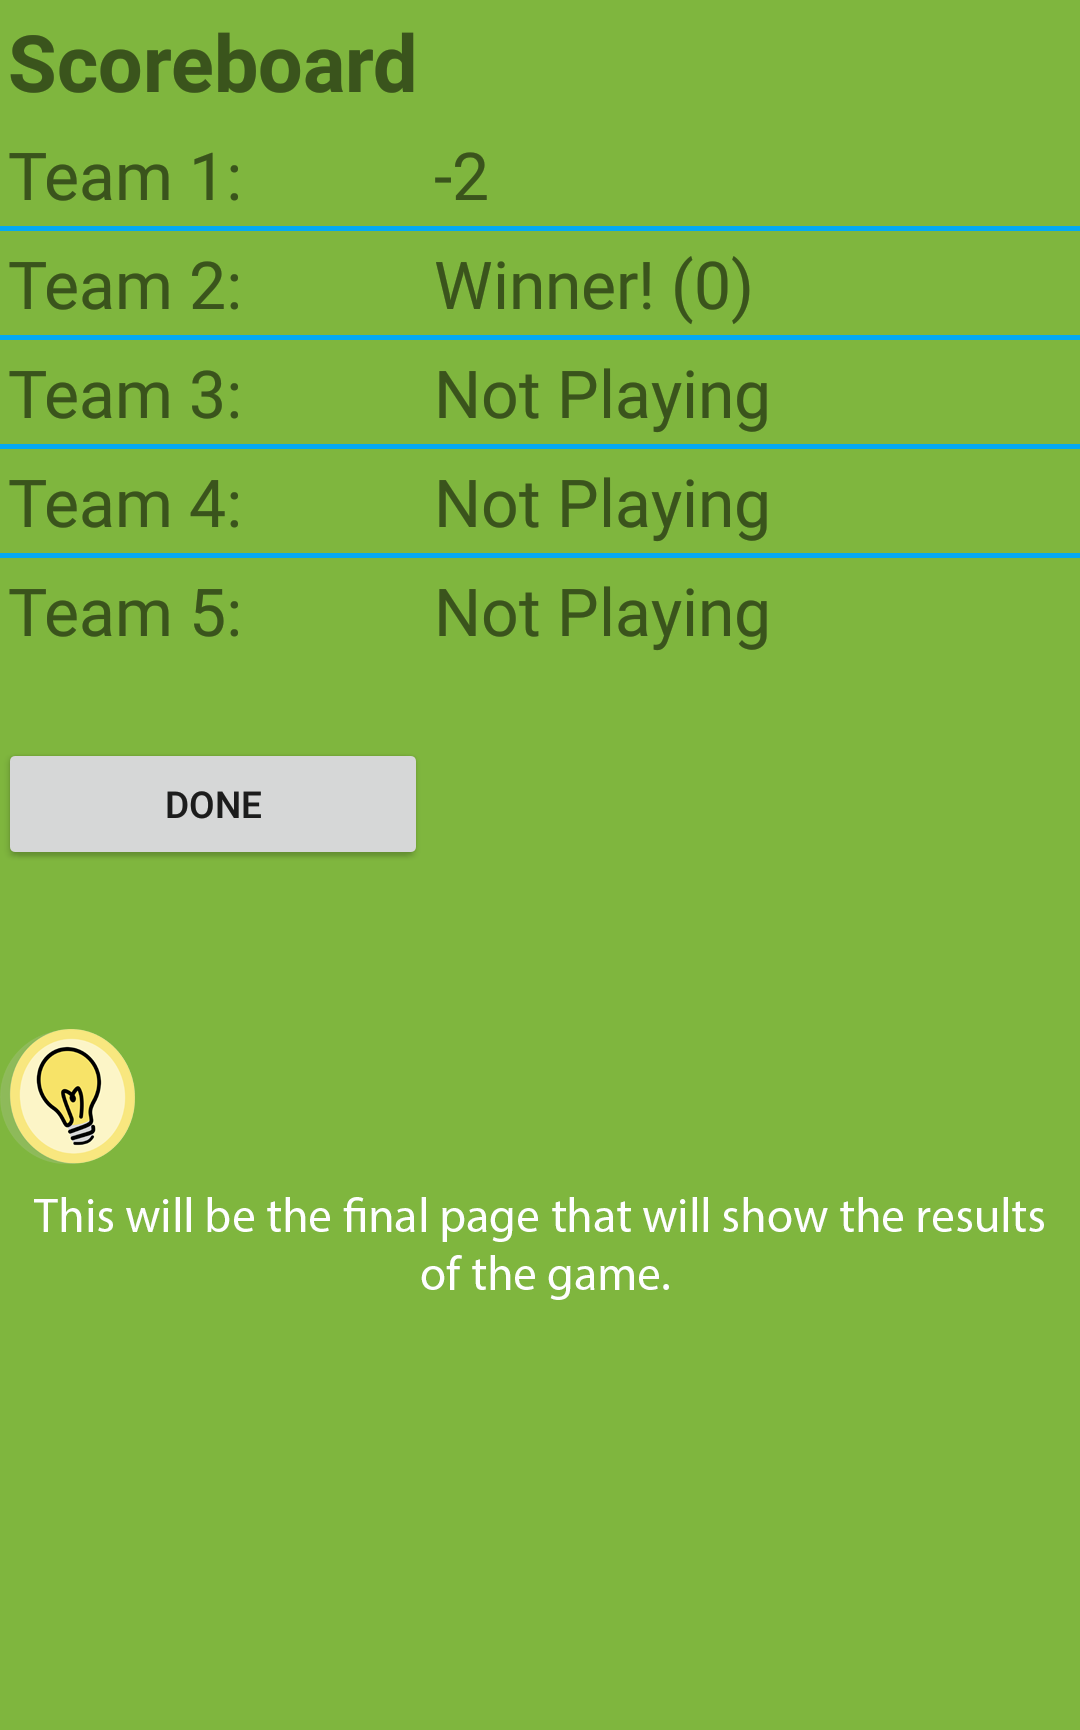 Scoreboard
Team 1: -2
Team 2: Winner! (0)
Team 3: Not Playing
Team 4: Not Playing
Team 5: Not Playing
DONE
This will be the final page that will show the results
of the game.